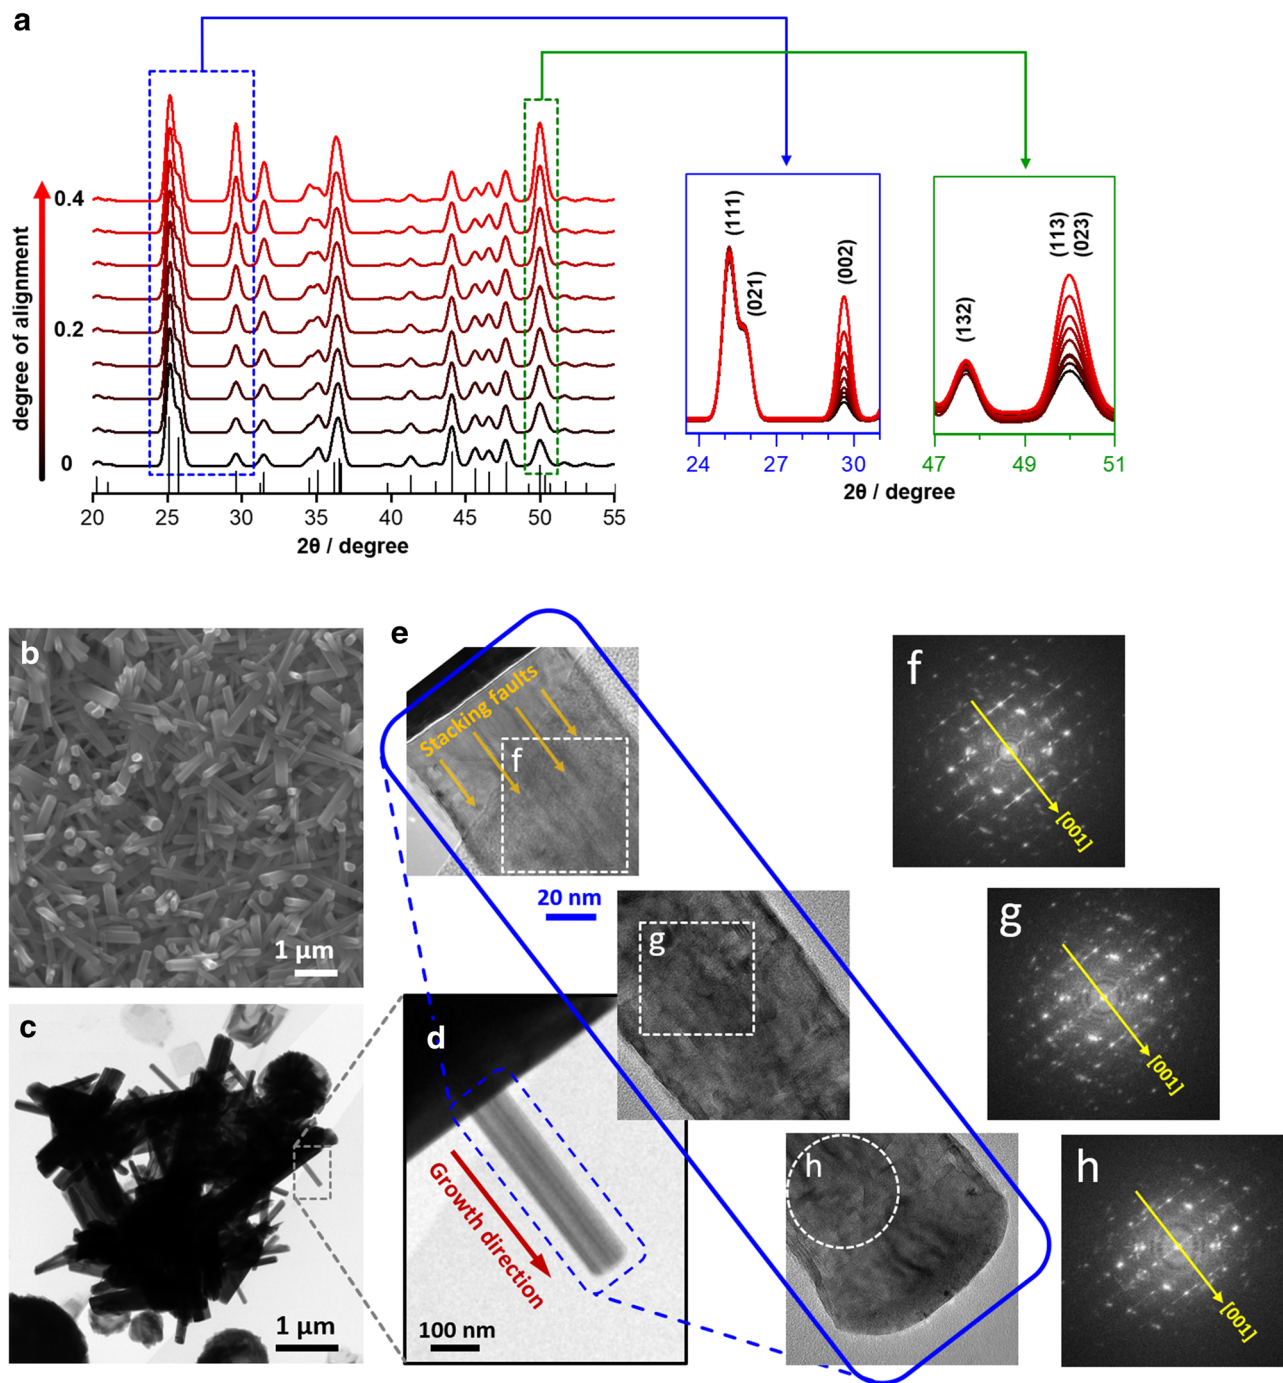 a
degree of alignment
0.4
0.2
0
20 25 30 35 40 45 50 55
2θ / degree
(111)
(021)
(002)
24 27 30
(132)
(113)
(023)
47 49 51
2θ / degree
b
1 μm
c
1 μm
d
Growth direction
100 nm
e
Stacking faults
f
20 nm
g
h
f
[001]
g
[001]
h
[001]